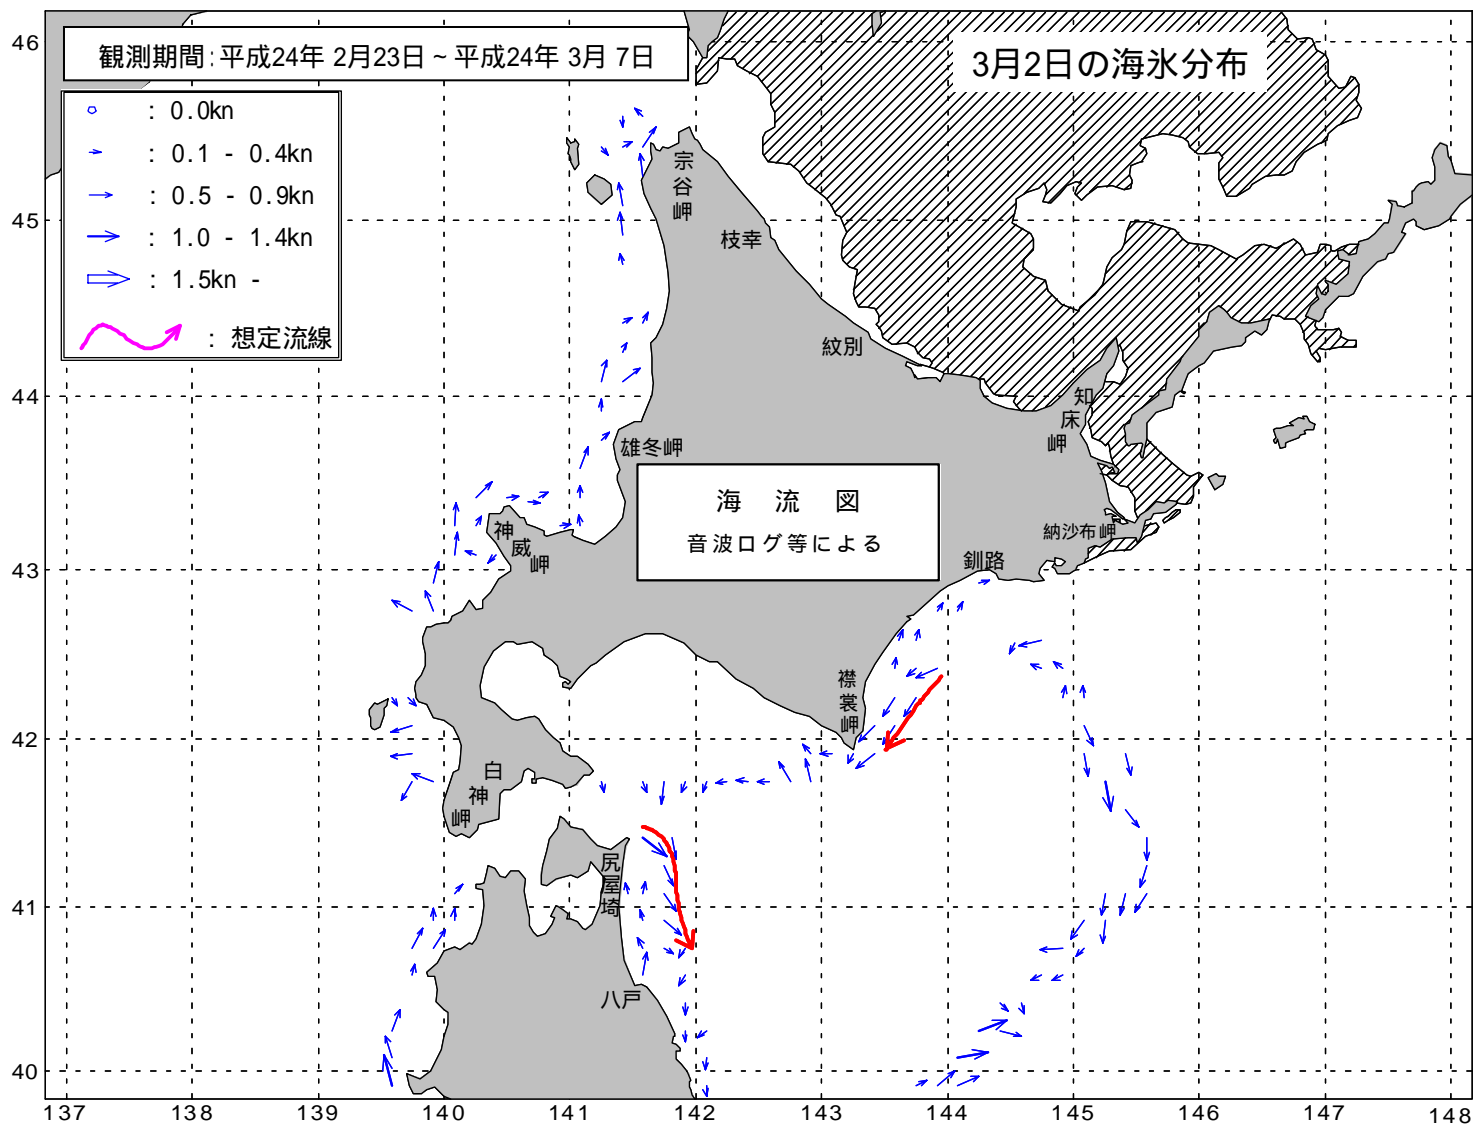 観測期間:平成24年 2月23日～平成24年 3月 7日
3月2日の海氷分布
: 0.0kn
: 0.1 - 0.4kn
: 0.5 - 0.9kn
: 1.0 - 1.4kn
: 1.5kn -
: 想定流線
46
45
44
43
42
41
40
宗谷岬
枝幸
紋別
知床岬
雄冬岬
海流図
音波ログ等による
神威岬
納沙布岬
釧路
襟裳岬
白神岬
尻屋埼
八戸
137 138 139 140 141 142 143 144 145 146 147 148